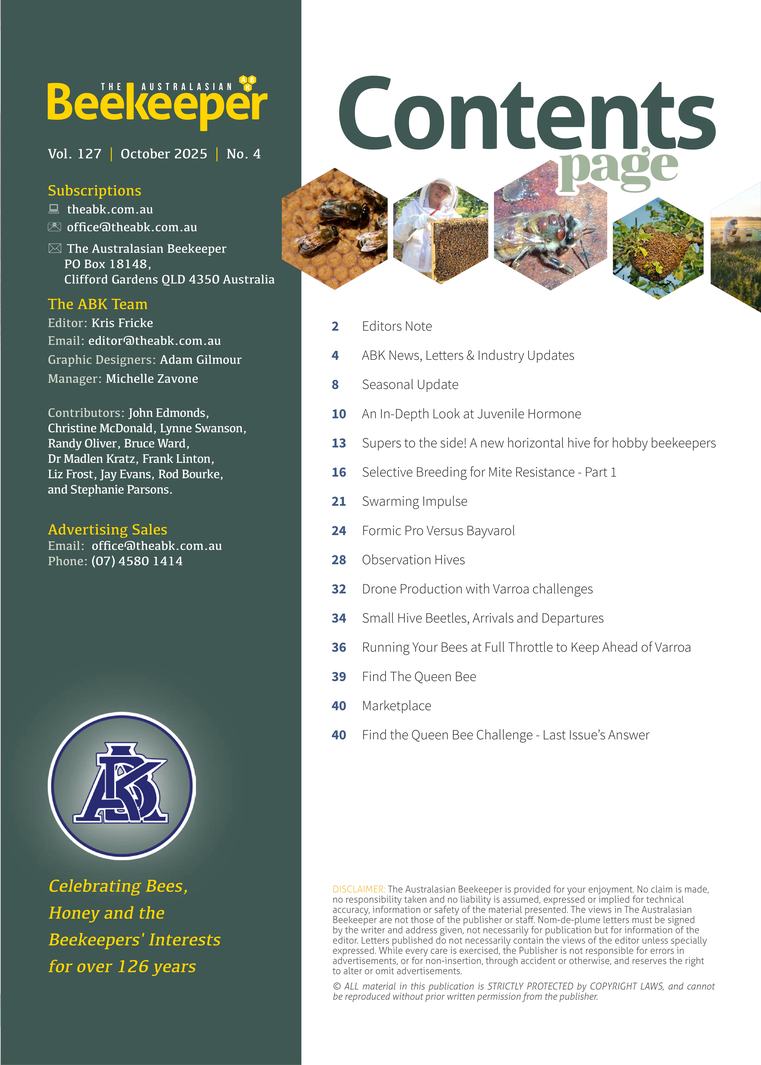 THE AUSTRALASIAN
Beekeeper
ABK
Vol. 127 | October 2025 | No. 4
Subscriptions
theabk.com.au
office@theabk.com.au
The Australasian Beekeeper
PO Box 18148,
Clifford Gardens QLD 4350 Australia
The ABK Team
Editor: Kris Fricke
Email: editor@theabk.com.au
Graphic Designers: Adam Gilmour
Manager: Michelle Zavone
Contributors: John Edmonds,
Christine McDonald, Lynne Swanson,
Randy Oliver, Bruce Ward,
Dr Madlen Kratz, Frank Linton,
Liz Frost, Jay Evans, Rod Bourke,
and Stephanie Parsons.
Advertising Sales
Email: office@theabk.com.au
Phone: (07) 4580 1414
ABK
Celebrating Bees,
Honey and the
Beekeepers' Interests
for over 126 years
Contents
page
2 Editors Note
4 ABK News, Letters & Industry Updates
8 Seasonal Update
10 An In-Depth Look at Juvenile Hormone
13 Supers to the side! A new horizontal hive for hobby beekeepers
16 Selective Breeding for Mite Resistance - Part 1
21 Swarming Impulse
24 Formic Pro Versus Bayvarol
28 Observation Hives
32 Drone Production with Varroa challenges
34 Small Hive Beetles, Arrivals and Departures
36 Running Your Bees at Full Throttle to Keep Ahead of Varroa
39 Find The Queen Bee
40 Marketplace
40 Find the Queen Bee Challenge - Last Issue's Answer
DISCLAIMER: The Australasian Beekeeper is provided for your enjoyment. No claim is made,
no responsibility taken and no liability is assumed, expressed or implied for technical
accuracy, information or safety of the material presented. The views in The Australasian
Beekeeper are not those of the publisher or staff. Nom-de-plume letters must be signed
by the writer and address given, not necessarily for publication but for information of the
editor. Letters published do not necessarily contain the views of the editor unless specially
expressed. While every care is exercised, the Publisher is not responsible for errors in
advertisements, or for non-insertion, through accident or otherwise, and reserves the right
to alter or omit advertisements.
© ALL material in this publication is STRICTLY PROTECTED by COPYRIGHT LAWS, and cannot
be reproduced without prior written permission from the publisher.